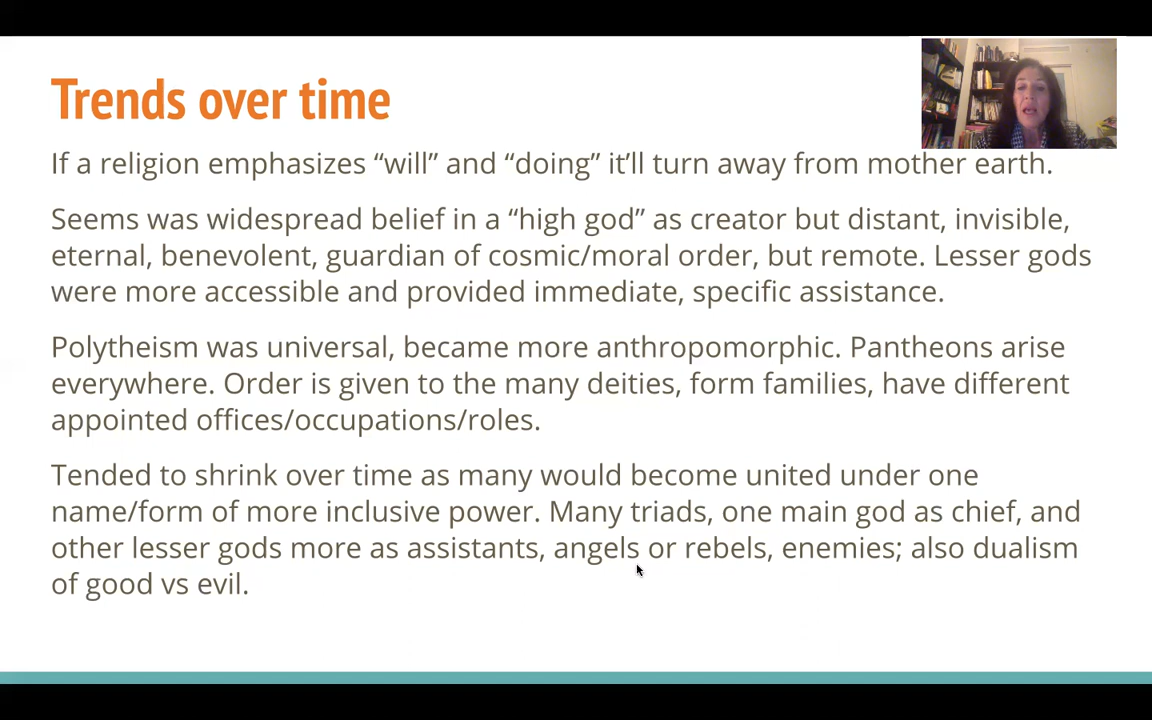 Trends over time
If a religion emphasizes “will” and “doing” it’ll turn away from mother earth.
Seems was widespread belief in a “high god” as creator but distant, invisible,
eternal, benevolent, guardian of cosmic/moral order, but remote. Lesser gods
were more accessible and provided immediate, specific assistance.
Polytheism was universal, became more anthropomorphic. Pantheons arise
everywhere. Order is given to the many deities, form families, have different
appointed offices/occupations/roles.
Tended to shrink over time as many would become united under one
name/form of more inclusive power. Many triads, one main god as chief, and
other lesser gods more as assistants, angels or rebels, enemies; also dualism
of good vs evil.